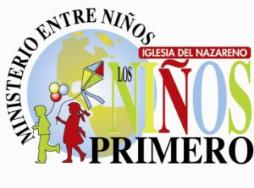 MINISTERIO ENTRE NIÑOS
IGLESIA DEL NAZARENO
LOS
NIÑOS
PRIMERO